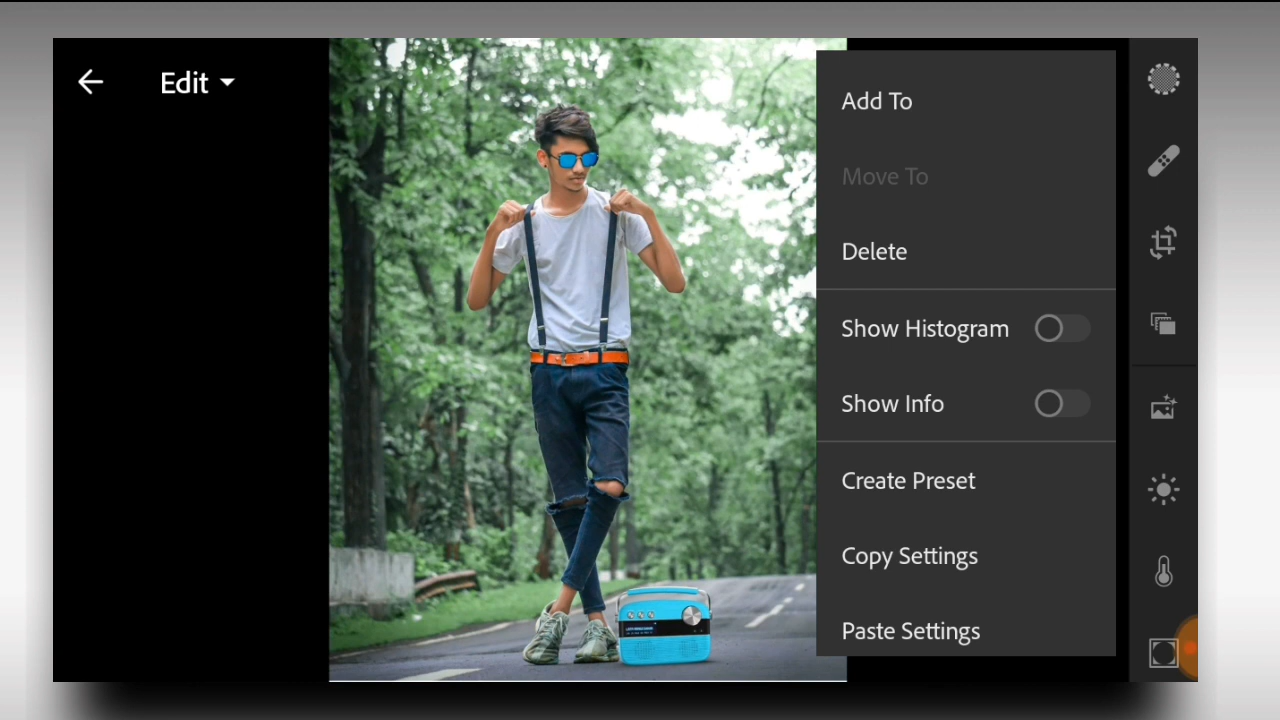 Edit
Add To
Move To
Delete
Show Histogram
Show Info
Create Preset
Copy Settings
Paste Settings